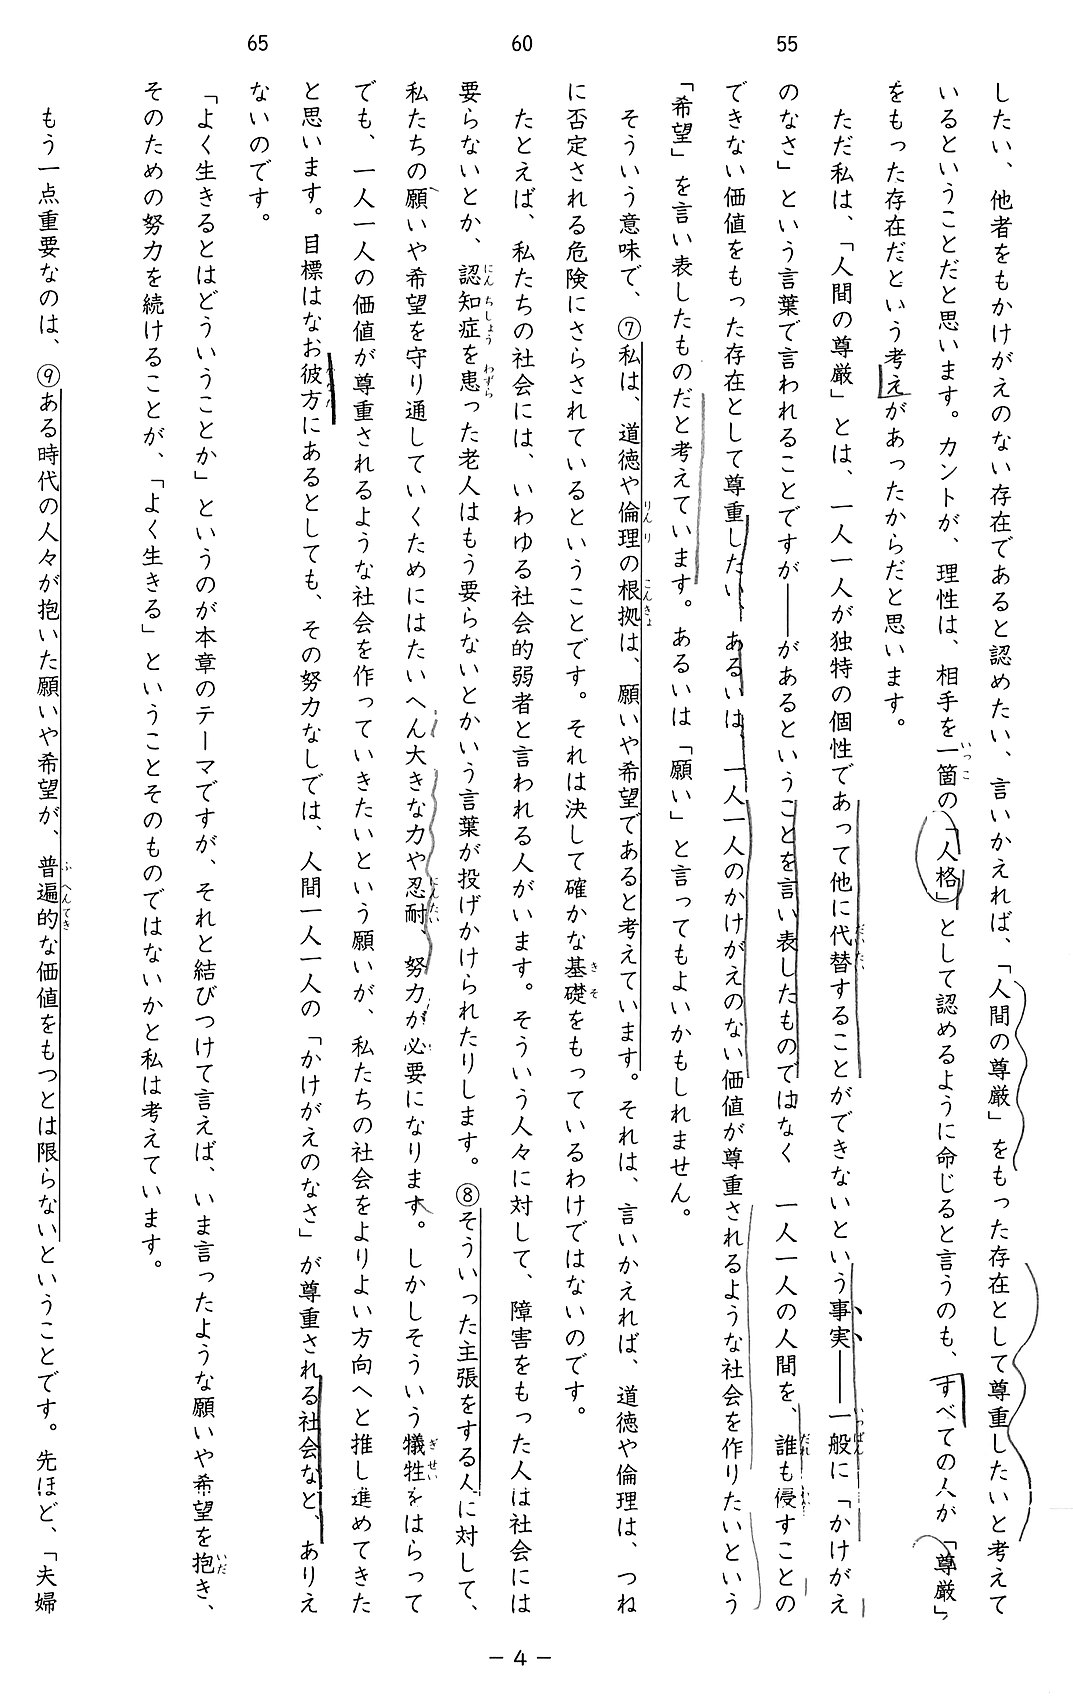 55
60
65
したい、他者をもかけがえのない存在であると認めたい、言いかえれば、「人間の尊厳」をもった存在として尊重したいと考えて
いるということだと思います。カントが、理性は、相手を一箇の「人格」として認めるように命じると言うのも、すべての人が「尊厳」
をもった存在だという考えがあったからだと思います。
ただ私は、「人間の尊厳」とは、一人一人が独特の個性であって他に代替することができないという事実――一般に「かけがえ
のなさ」という言葉で言われることですが――があるということを言い表したものではなく　一人一人の人間を、誰も侵すことの
できない価値をもった存在として尊重したい、あるいは、一人一人のかけがえのない価値が尊重されるような社会を作りたいという
「希望」を言い表したものだと考えています。あるいは「願い」と言ってもよいかもしれません。
そういう意味で、⑦私は、道徳や倫理の根拠は、願いや希望であると考えています。それは、言いかえれば、道徳や倫理は、つね
に否定される危険にさらされているということです。それは決して確かな基礎をもっているわけではないのです。
たとえば、私たちの社会には、いわゆる社会的弱者と言われる人がいます。そういう人々に対して、障害をもった人は社会には
要らないとか、認知症を患った老人はもう要らないとかいう言葉が投げかけられたりします。⑧そういった主張をする人に対して、
私たちの願いや希望を守り通していくためにはたいへん大きな力や忍耐、努力が必要になります。しかしそういう犠牲をはらって
でも、一人一人の価値が尊重されるような社会を作っていきたいという願いが、私たちの社会をよりよい方向へと推し進めてきた
と思います。目標はなお彼方にあるとしても、その努力なしでは、人間一人一人の「かけがえのなさ」が尊重される社会など、ありえ
ないのです。
「よく生きるとはどういうことか」というのが本章のテーマですが、それと結びつけて言えば、いま言ったような願いや希望を抱き、
そのための努力を続けることが、「よく生きる」ということそのものではないかと私は考えています。
もう一点重要なのは、⑨ある時代の人々が抱いた願いや希望が、普遍的な価値をもつとは限らないということです。先ほど、「夫婦
― 4 ―